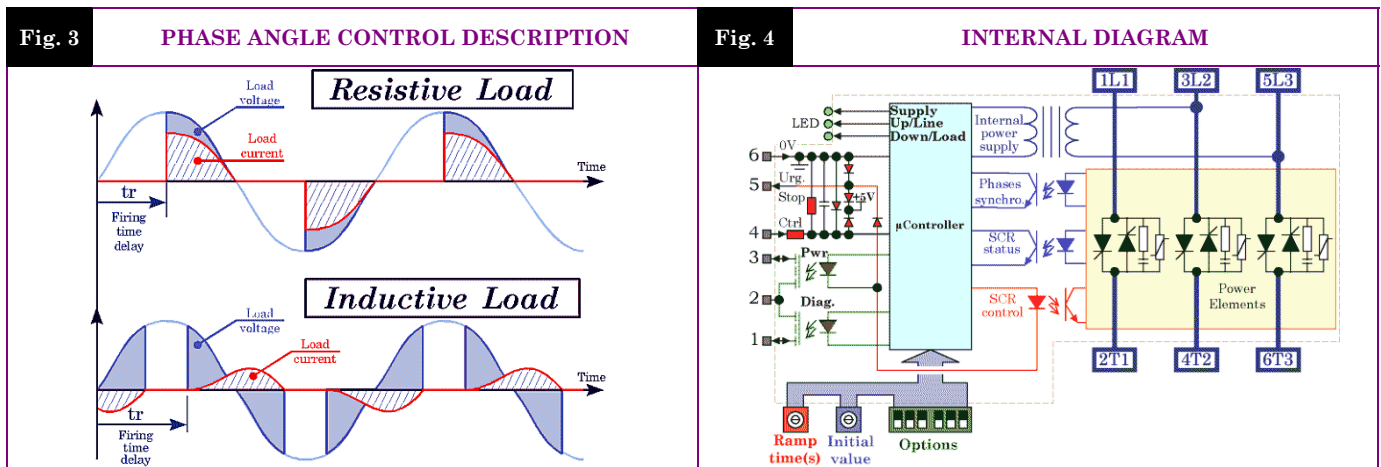 Fig. 3
PHASE ANGLE CONTROL DESCRIPTION
Load
voltage
Resistive Load
Load
current
Time
tr
Firing
time
delay
Inductive Load
Load
voltage
Load
current
Time
tr
Firing
time
delay
Fig. 4
INTERNAL DIAGRAM
1L1
3L2
5L3
LED
Supply
Up/Line
Down/Load
Internal
power
supply
6
0V
5
Urg.
Stop
+5V
Phases
synchro.
4
Ctrl
µController
SCR
status
3
Pwr
2
Diag.
1
SCR
control
Power
Elements
2T1
4T2
6T3
Ramp
time(s)
Initial
value
Options